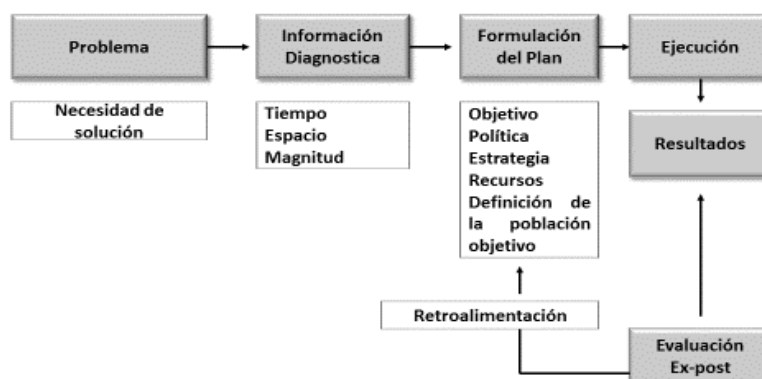 Problema
Información
Diagnostica
Formulación
del Plan
Ejecución
Necesidad de
solución
Tiempo
Espacio
Magnitud
Objetivo
Política
Estrategia
Recursos
Definición de
la población
objetivo
Resultados
Retroalimentación
Evaluación
Ex-post